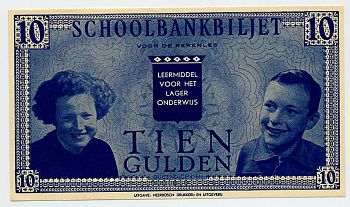 10 SCHOOLBANKBILJET 10
VOOR DE REKENLES
LEERMIDDEL
VOOR HET
LAGER
ONDERWIJS
TIEN
GULDEN
10 10
UITGAVE: HEERBOSCH DRUKKERIJ EN UITGEVERIJ